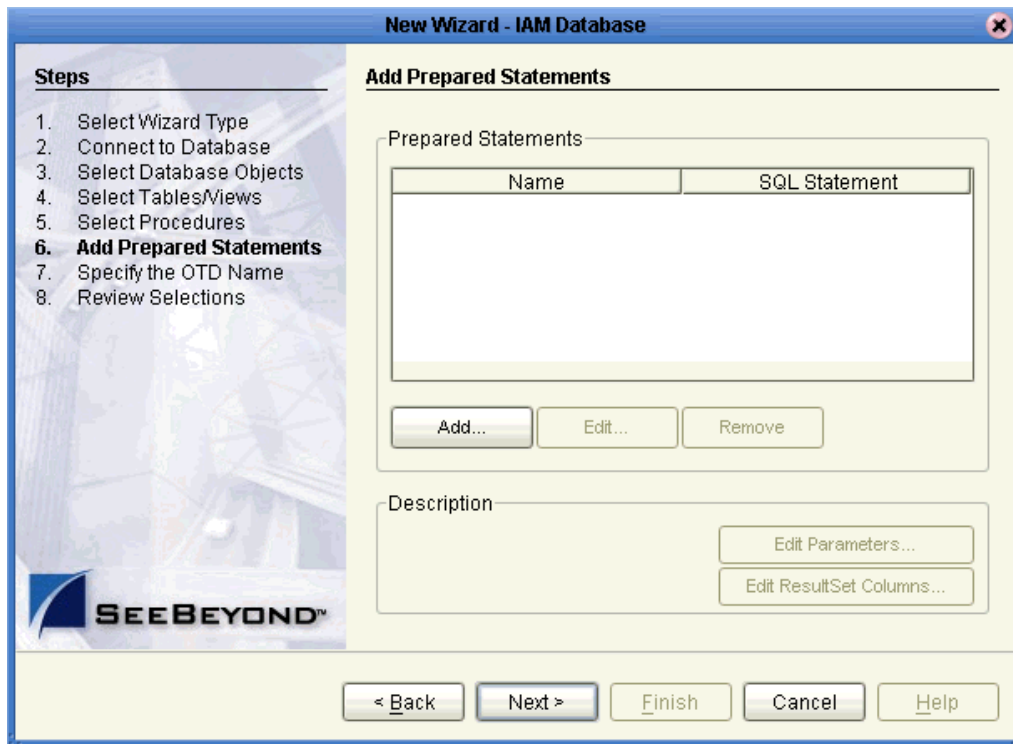 New Wizard - IAM Database
Steps
1. Select Wizard Type
2. Connect to Database
3. Select Database Objects
4. Select Tables/Views
5. Select Procedures
6. Add Prepared Statements
7. Specify the OTD Name
8. Review Selections
SEEBEYOND™
Add Prepared Statements
Prepared Statements
Name SQL Statement
Add... Edit... Remove
Description
Edit Parameters...
Edit ResultSet Columns...
< Back Next > Finish Cancel Help